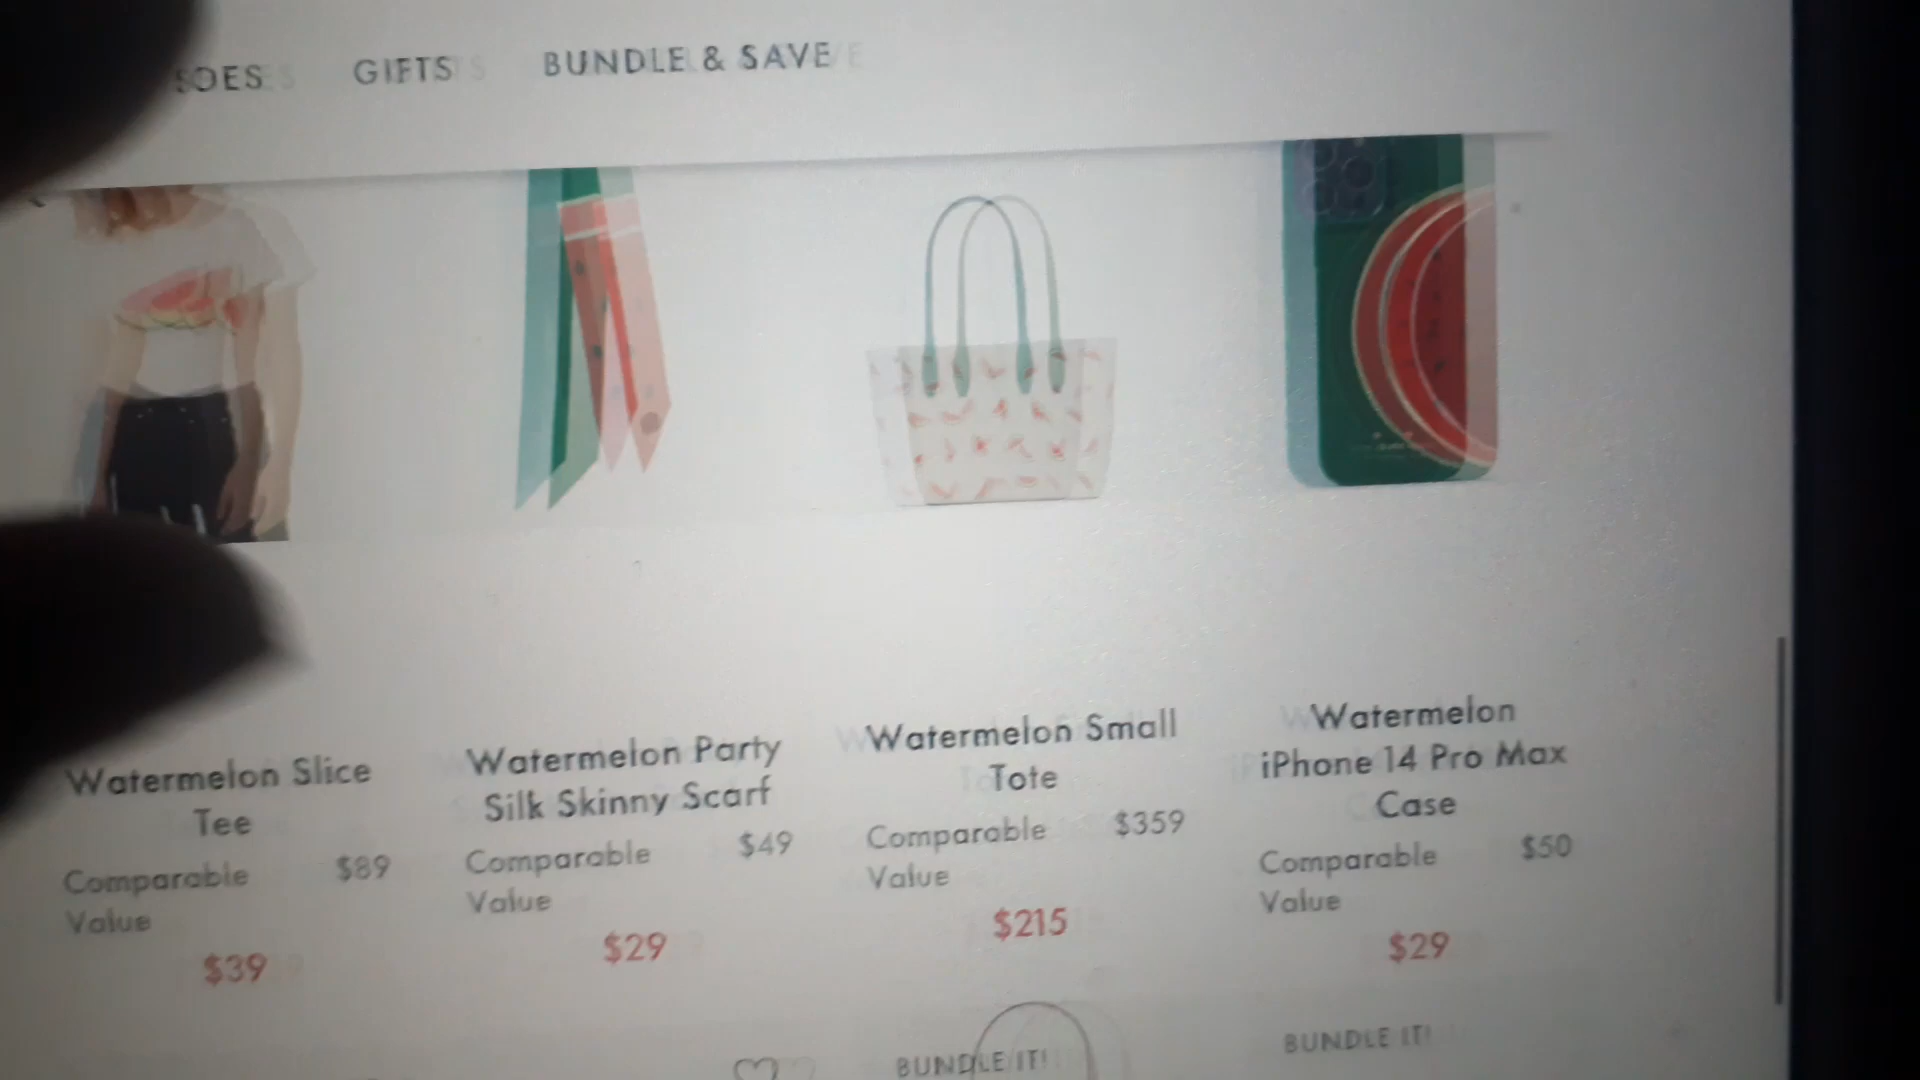 GIFTS
BUNDLE & SAVE
Watermelon Slice
Tee
Comparable
Value
$89
$39
Watermelon Party
Silk Skinny Scarf
Comparable
Value
$49
$29
Watermelon Small
Tote
Comparable
Value
$359
$215
Watermelon
iPhone 14 Pro Max
Case
Comparable
Value
$50
$29
BUNDLE IT!
BUNDLE IT!